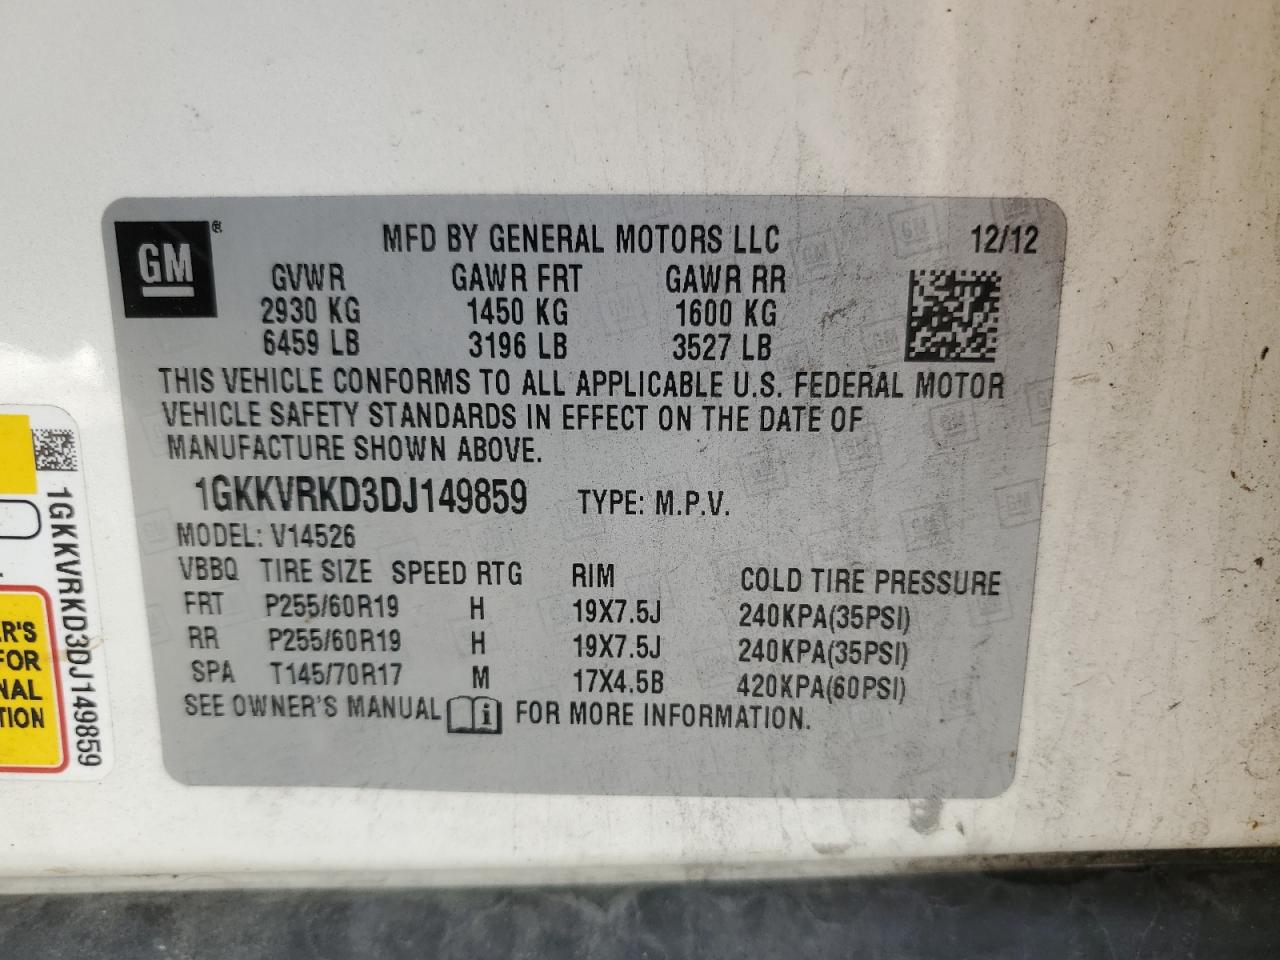 GM®
MFD BY GENERAL MOTORS LLC 12/12
GVWR GAWR FRT GAWR RR
2930 KG 1450 KG 1600 KG
6459 LB 3196 LB 3527 LB
THIS VEHICLE CONFORMS TO ALL APPLICABLE U.S. FEDERAL MOTOR
VEHICLE SAFETY STANDARDS IN EFFECT ON THE DATE OF
MANUFACTURE SHOWN ABOVE.
1GKKVRKD3DJ149859 TYPE: M.P.V.
MODEL: V14526
VBBQ TIRE SIZE SPEED RTG RIM COLD TIRE PRESSURE
FRT P255/60R19 H 19X7.5J 240KPA(35PSI)
RR P255/60R19 H 19X7.5J 240KPA(35PSI)
SPA T145/70R17 M 17X4.5B 420KPA(60PSI)
SEE OWNER'S MANUAL i FOR MORE INFORMATION.
1GKKVRKD3DJ149859
ER'S
FOR
NAL
TION